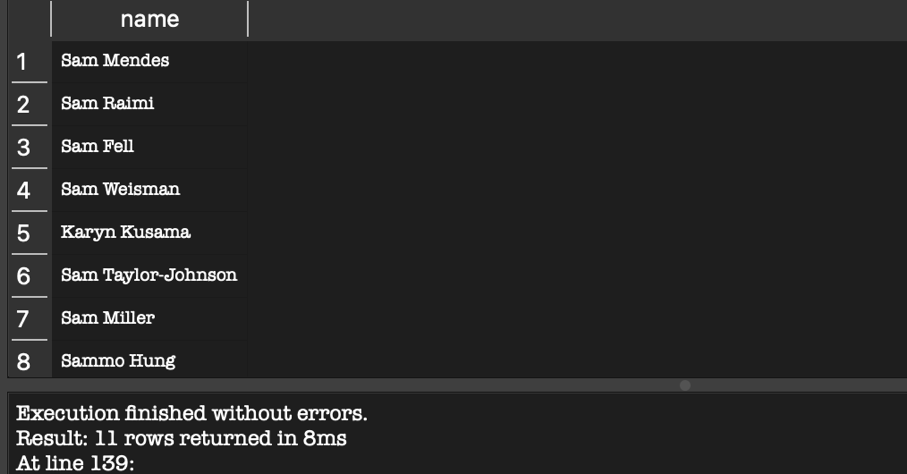 name
1 Sam Mendes
2 Sam Raimi
3 Sam Fell
4 Sam Weisman
5 Karyn Kusama
6 Sam Taylor-Johnson
7 Sam Miller
8 Sammo Hung
Execution finished without errors.
Result: 11 rows returned in 8ms
At line 139: